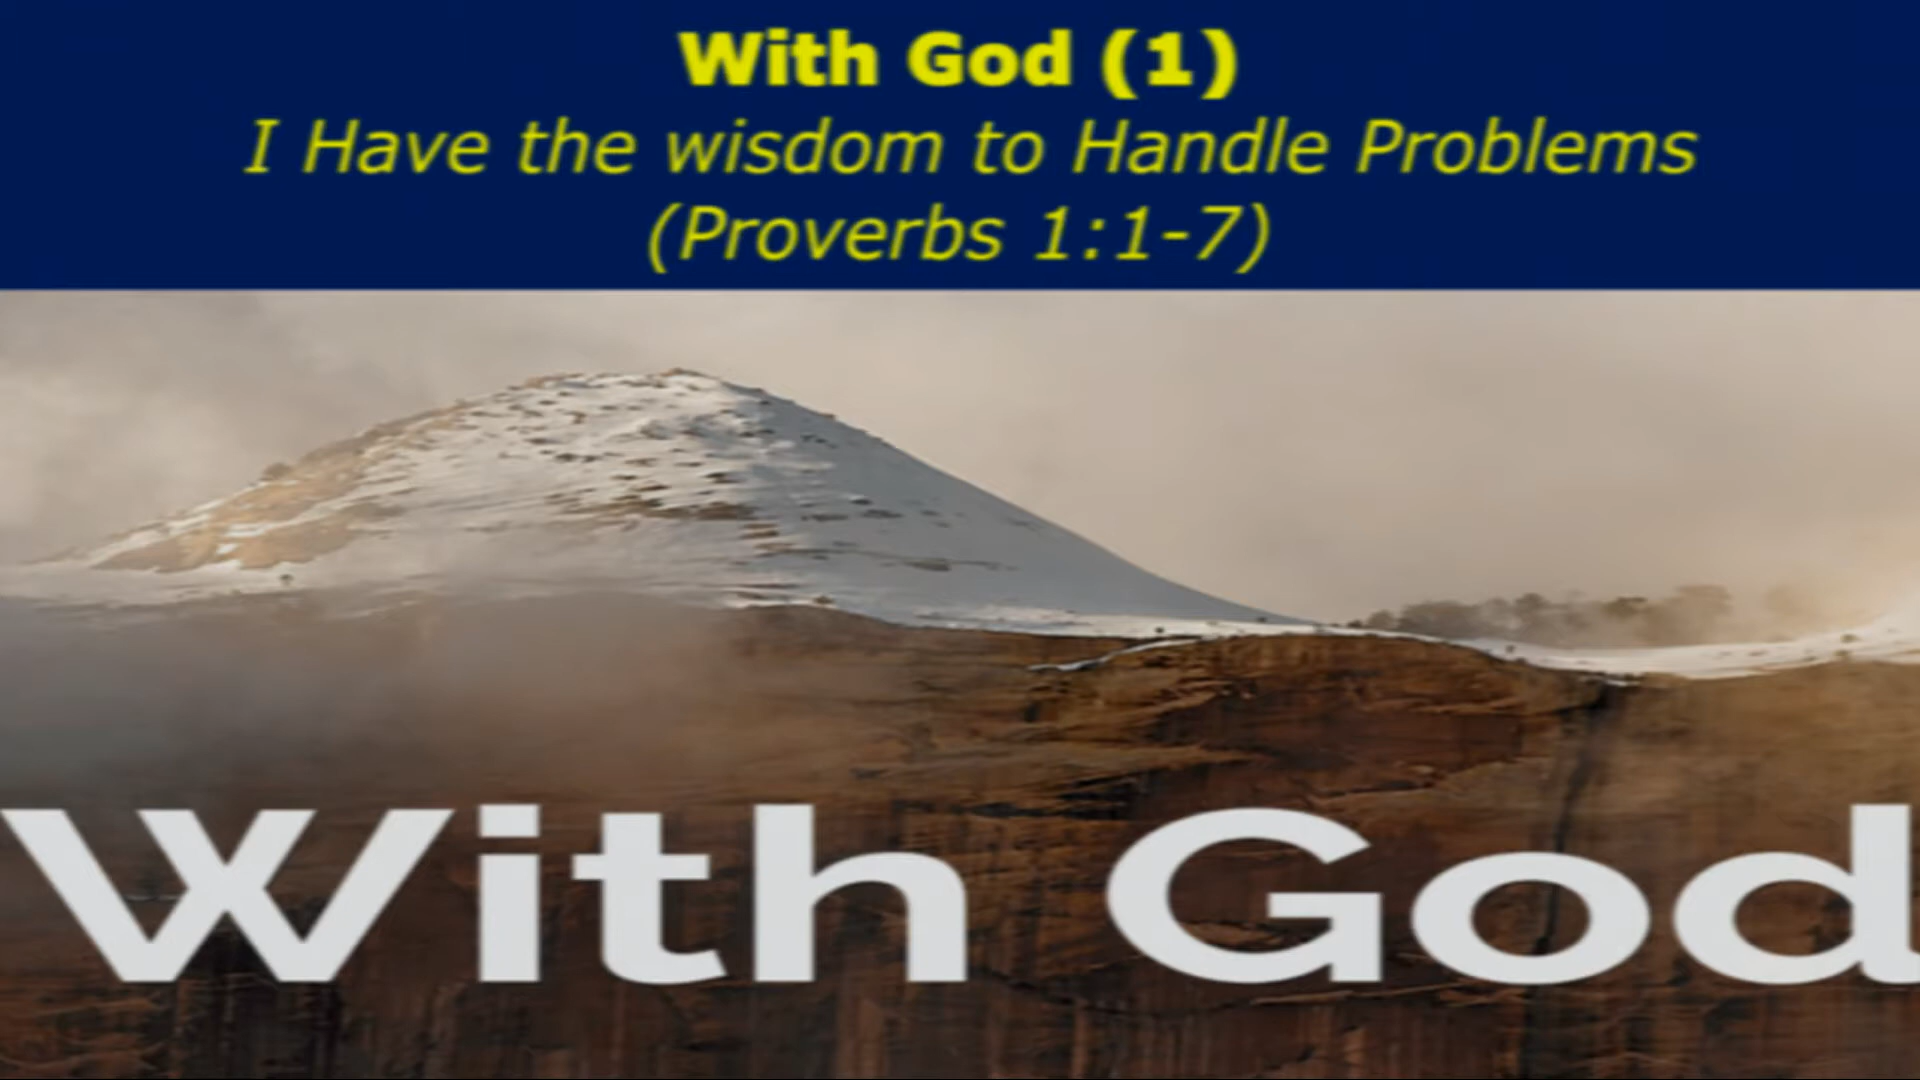 With God (1)
I Have the wisdom to Handle Problems
(Proverbs 1:1-7)
With God